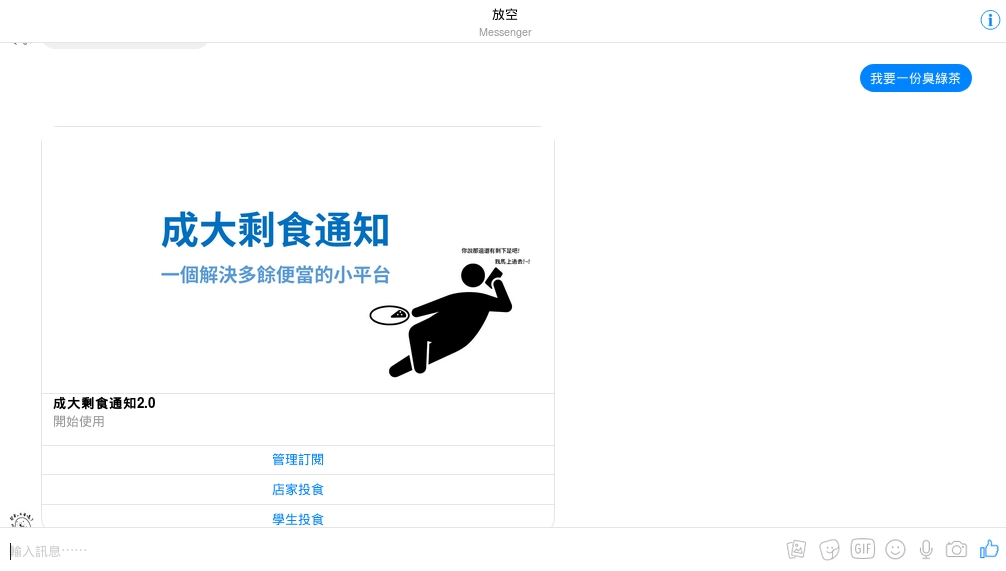 放空
Messenger
我要一份臭綠茶
成大剩食通知
一個解決多餘便當的小平台
你說那邊還有剩下足吧!
我馬上過去!~!
成大剩食通知2.0
開始使用
管理訂閱
店家投食
學生投食
輸入訊息⋯⋯
GIF